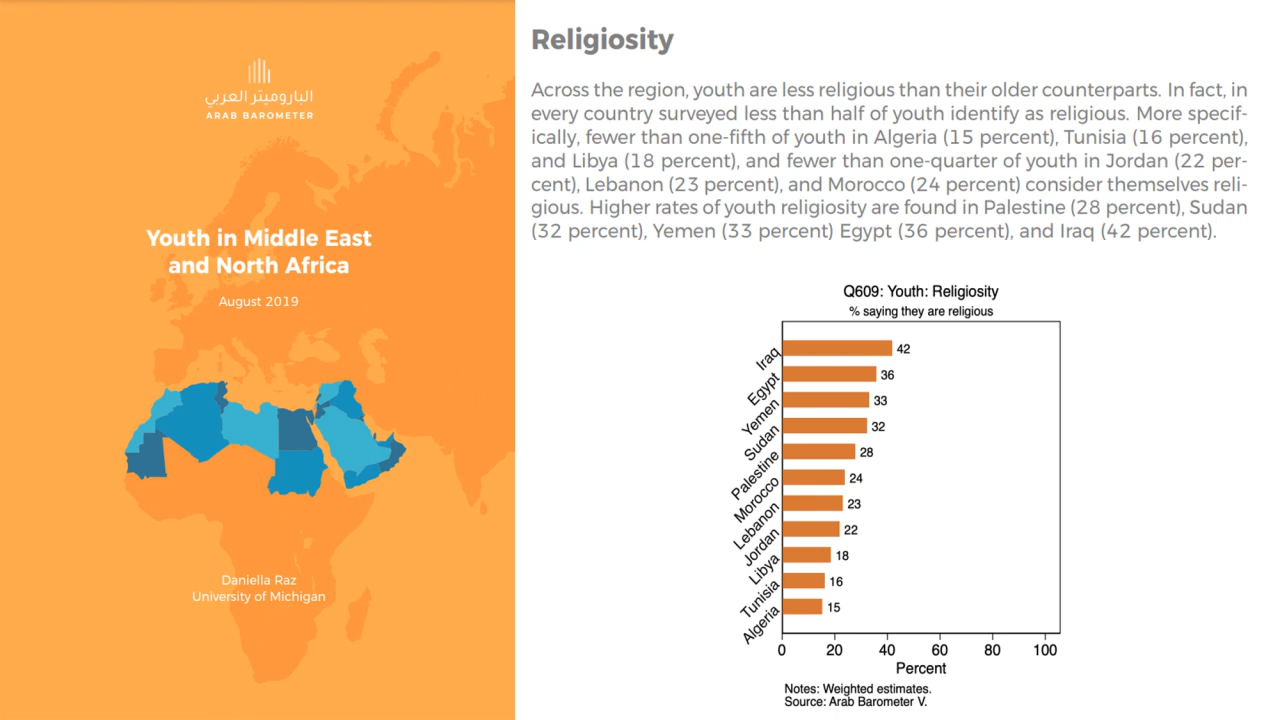 الباروميتر العربي
ARAB BAROMETER
Youth in Middle East
and North Africa
August 2019
Daniella Raz
University of Michigan
Religiosity
Across the region, youth are less religious than their older counterparts. In fact, in
every country surveyed less than half of youth identify as religious. More specif-
ically, fewer than one-fifth of youth in Algeria (15 percent), Tunisia (16 percent),
and Libya (18 percent), and fewer than one-quarter of youth in Jordan (22 per-
cent), Lebanon (23 percent), and Morocco (24 percent) consider themselves reli-
gious. Higher rates of youth religiosity are found in Palestine (28 percent), Sudan
(32 percent), Yemen (33 percent) Egypt (36 percent), and Iraq (42 percent).
Q609: Youth: Religiosity
% saying they are religious
Iraq 42
Egypt 36
Yemen 33
Sudan 32
Palestine 28
Morocco 24
Lebanon 23
Jordan 22
Libya 18
Tunisia 16
Algeria 15
0 20 40 60 80 100
Percent
Notes: Weighted estimates.
Source: Arab Barometer V.